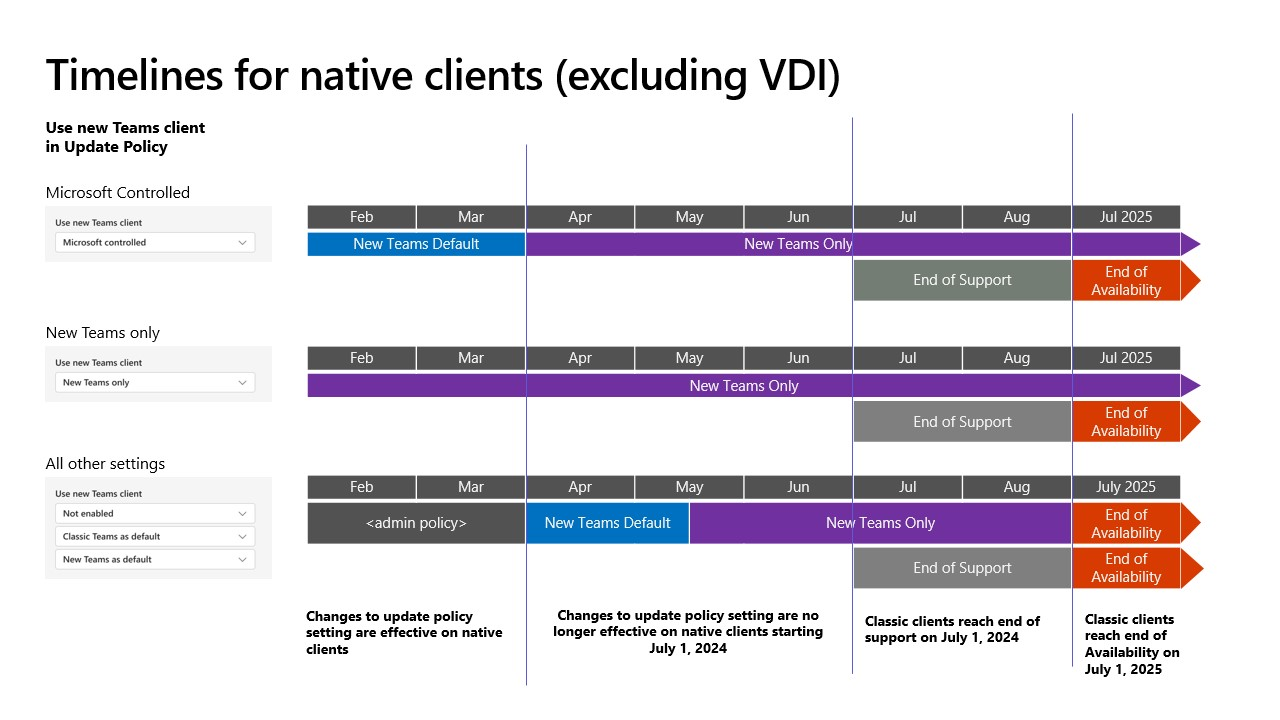 Timelines for native clients (excluding VDI)
Use new Teams client
in Update Policy
Microsoft Controlled
Use new Teams client
Microsoft controlled
Feb Mar Apr May Jun Jul Aug Jul 2025
New Teams Default New Teams Only
End of Support
End of
Availability
New Teams only
Use new Teams client
New Teams only
Feb Mar Apr May Jun Jul Aug Jul 2025
New Teams Only
End of Support
End of
Availability
All other settings
Use new Teams client
Not enabled
Classic Teams as default
New Teams as default
Feb Mar Apr May Jun Jul Aug July 2025
<admin policy> New Teams Default New Teams Only
End of
Availability
End of Support
End of
Availability
Changes to update policy
setting are effective on native
clients
Changes to update policy setting are no
longer effective on native clients starting
July 1, 2024
Classic clients reach end of
support on July 1, 2024
Classic clients
reach end of
Availability on
July 1, 2025